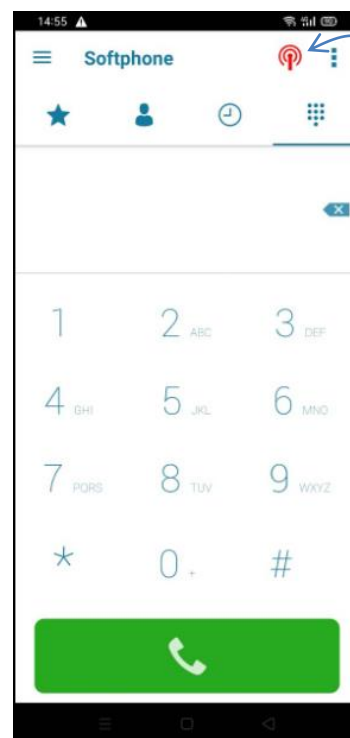 14:55
Softphone
1 2 ABC 3 DEF
4 GHI 5 JKL 6 MNO
7 PQRS 8 TUV 9 WXYZ
* 0 + #